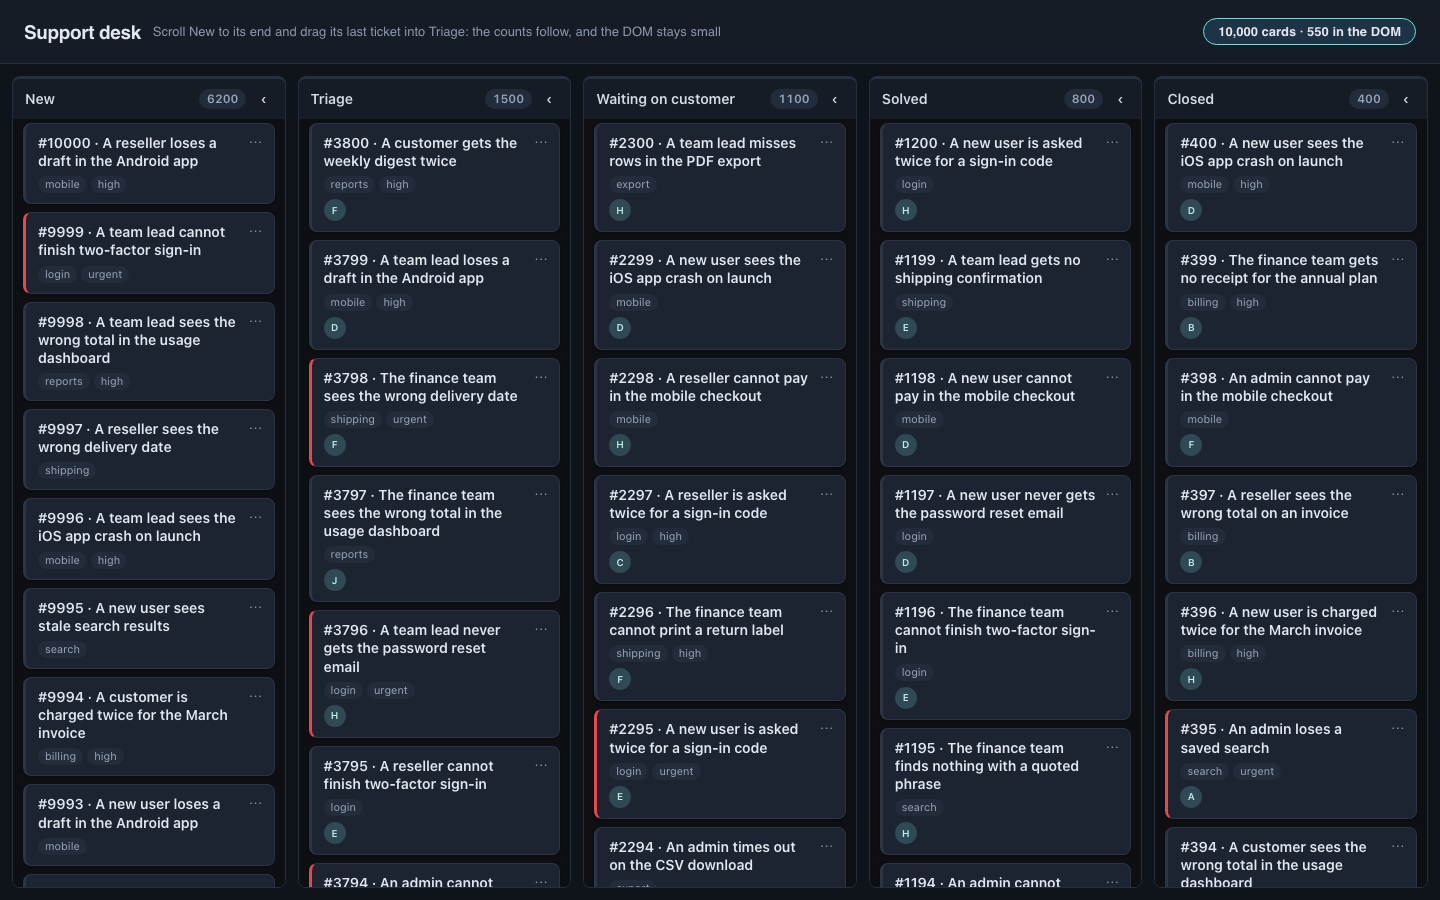 Support desk
Scroll New to its end and drag its last ticket into Triage: the counts follow, and the DOM stays small
10,000 cards · 550 in the DOM
New
6200
#10000 · A reseller loses a
draft in the Android app
mobile high
#9999 · A team lead cannot
finish two-factor sign-in
login urgent
#9998 · A team lead sees the
wrong total in the usage
dashboard
reports high
#9997 · A reseller sees the
wrong delivery date
shipping
#9996 · A team lead sees the
iOS app crash on launch
mobile high
#9995 · A new user sees
stale search results
search
#9994 · A customer is
charged twice for the March
invoice
billing high
#9993 · A new user loses a
draft in the Android app
mobile
Triage
1500
#3800 · A customer gets the
weekly digest twice
reports high
F
#3799 · A team lead loses a
draft in the Android app
mobile high
D
#3798 · The finance team
sees the wrong delivery date
shipping urgent
F
#3797 · The finance team
sees the wrong total in the
usage dashboard
reports
J
#3796 · A team lead never
gets the password reset
email
login urgent
H
#3795 · A reseller cannot
finish two-factor sign-in
login
E
#3794 · An admin cannot
Waiting on customer
1100
#2300 · A team lead misses
rows in the PDF export
export
H
#2299 · A new user sees the
iOS app crash on launch
mobile
D
#2298 · A reseller cannot pay
in the mobile checkout
mobile
H
#2297 · A reseller is asked
twice for a sign-in code
login high
C
#2296 · The finance team
cannot print a return label
shipping high
F
#2295 · A new user is asked
twice for a sign-in code
login urgent
E
#2294 · An admin times out
on the CSV download
Solved
800
#1200 · A new user is asked
twice for a sign-in code
login
H
#1199 · A team lead gets no
shipping confirmation
shipping
E
#1198 · A new user cannot
pay in the mobile checkout
mobile
D
#1197 · A new user never gets
the password reset email
login
D
#1196 · The finance team
cannot finish two-factor sign-
in
login
E
#1195 · The finance team
finds nothing with a quoted
phrase
search
H
#1194 · An admin cannot
Closed
400
#400 · A new user sees the
iOS app crash on launch
mobile high
D
#399 · The finance team gets
no receipt for the annual plan
billing high
B
#398 · An admin cannot pay
in the mobile checkout
mobile
F
#397 · A reseller sees the
wrong total on an invoice
billing
B
#396 · A new user is charged
twice for the March invoice
billing high
H
#395 · An admin loses a
saved search
search urgent
A
#394 · A customer sees the
wrong total in the usage
dashboard